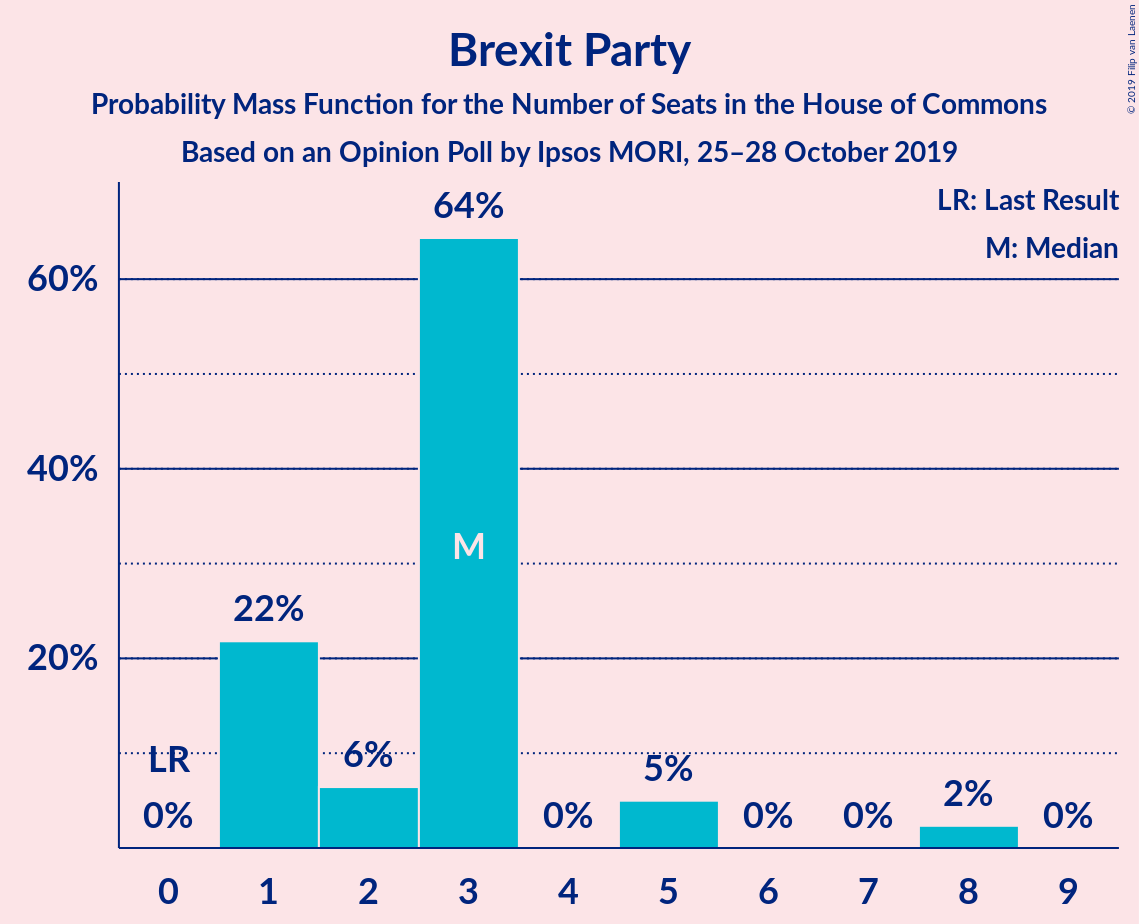 Brexit Party
Probability Mass Function for the Number of Seats in the House of Commons
Based on an Opinion Poll by Ipsos MORI, 25–28 October 2019
© 2019 Filip van Laenen
LR: Last Result
M: Median
60%
40%
20%
LR
0%
22%
6%
64%
M
0%
5%
0%
0%
2%
0%
0 1 2 3 4 5 6 7 8 9